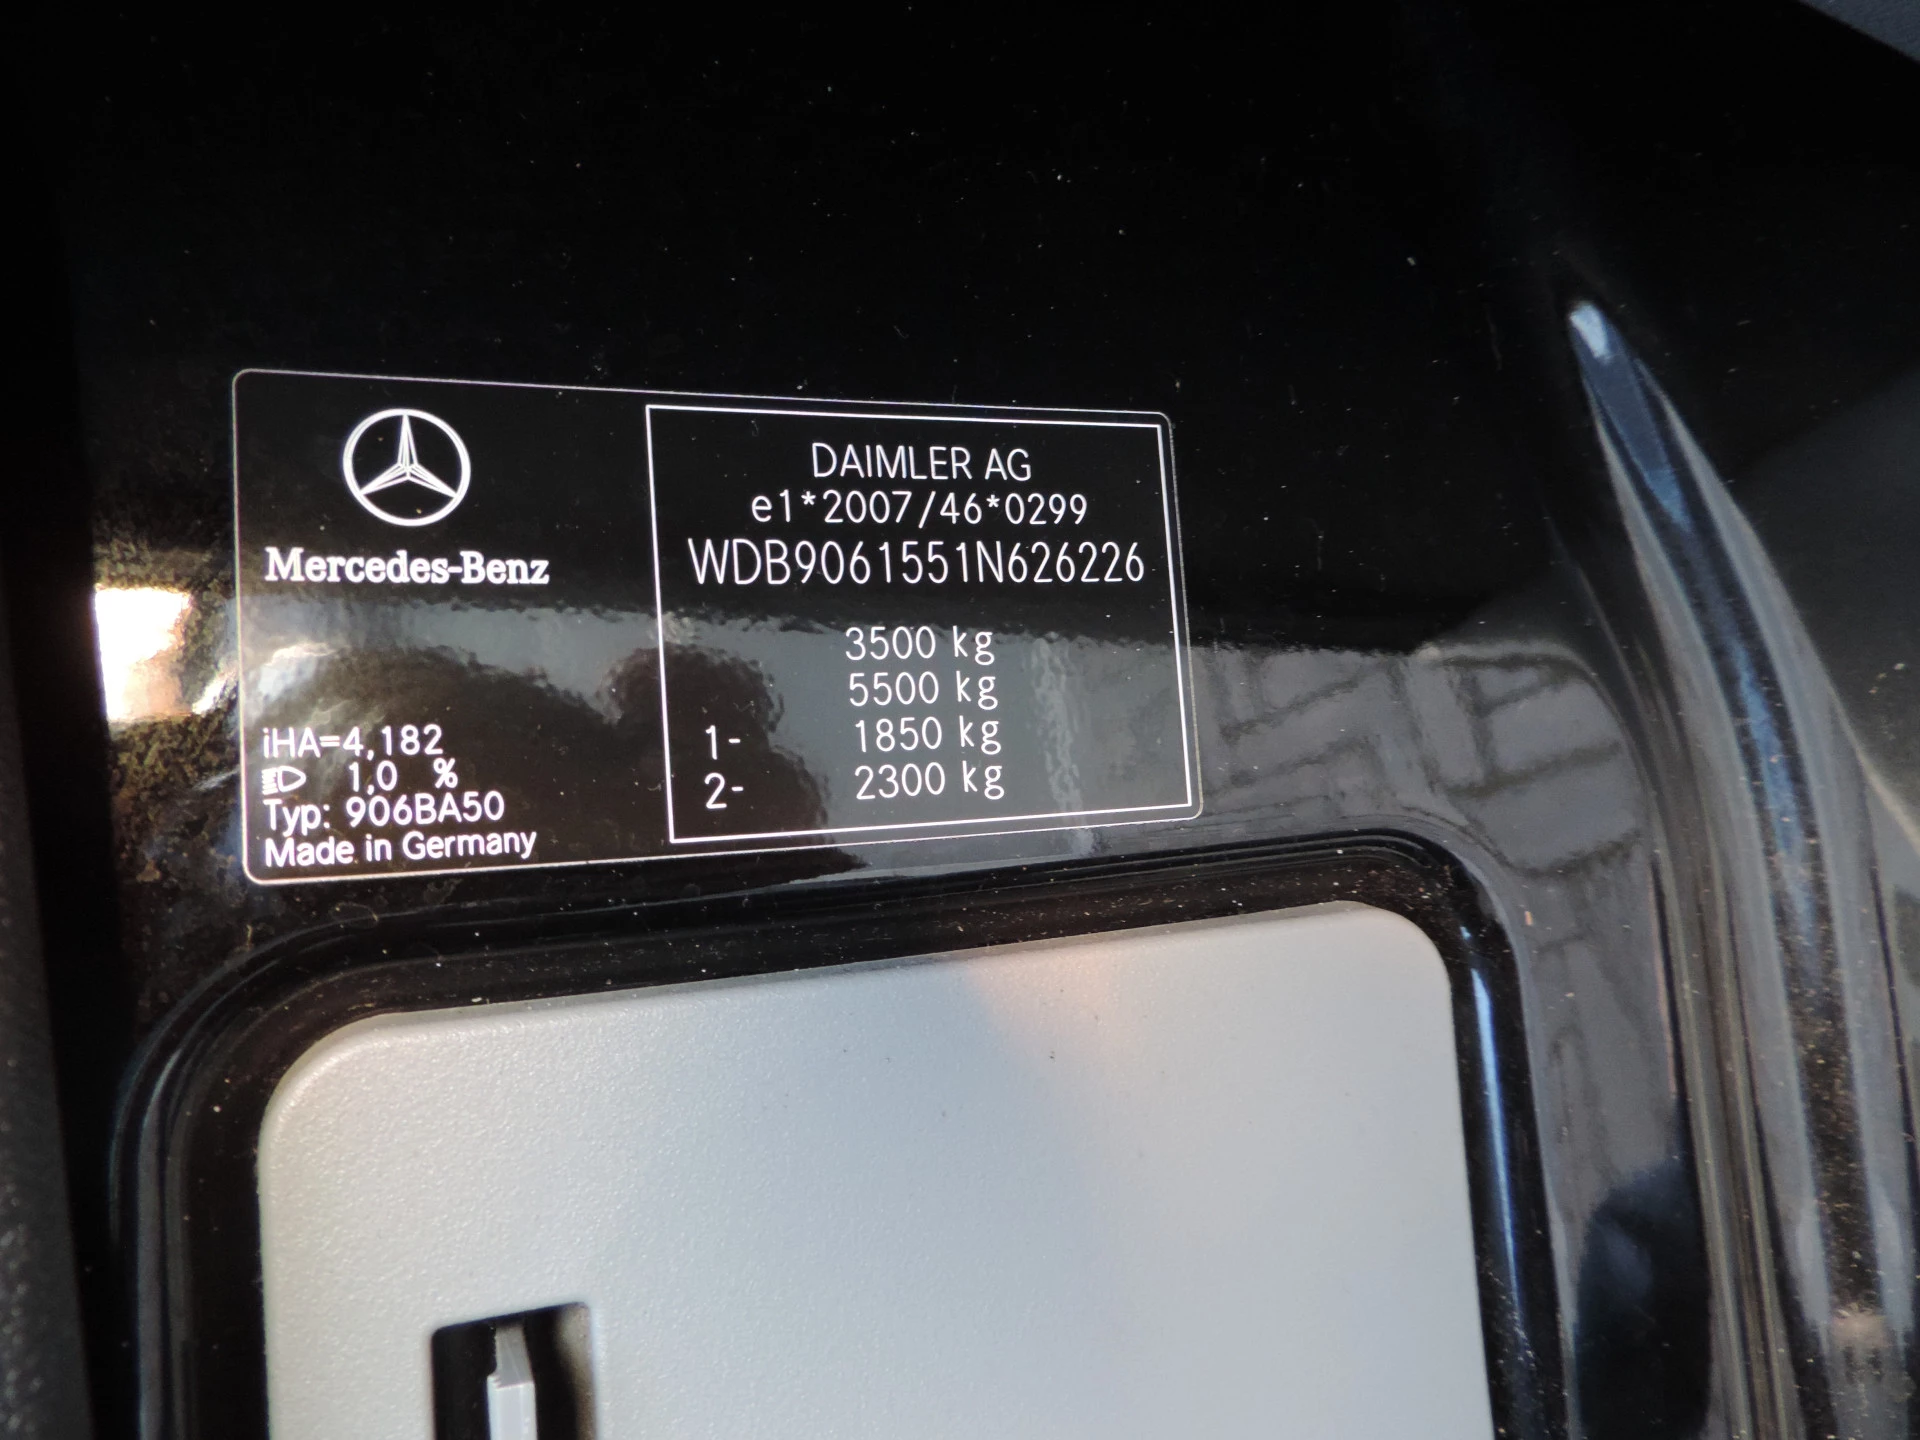 Mercedes-Benz
iHA=4,182
1,0 %
Typ: 906BA50
Made in Germany
DAIMLER AG
e1*2007/46*0299
WDB9061551N626226
3500 kg
5500 kg
1- 1850 kg
2- 2300 kg